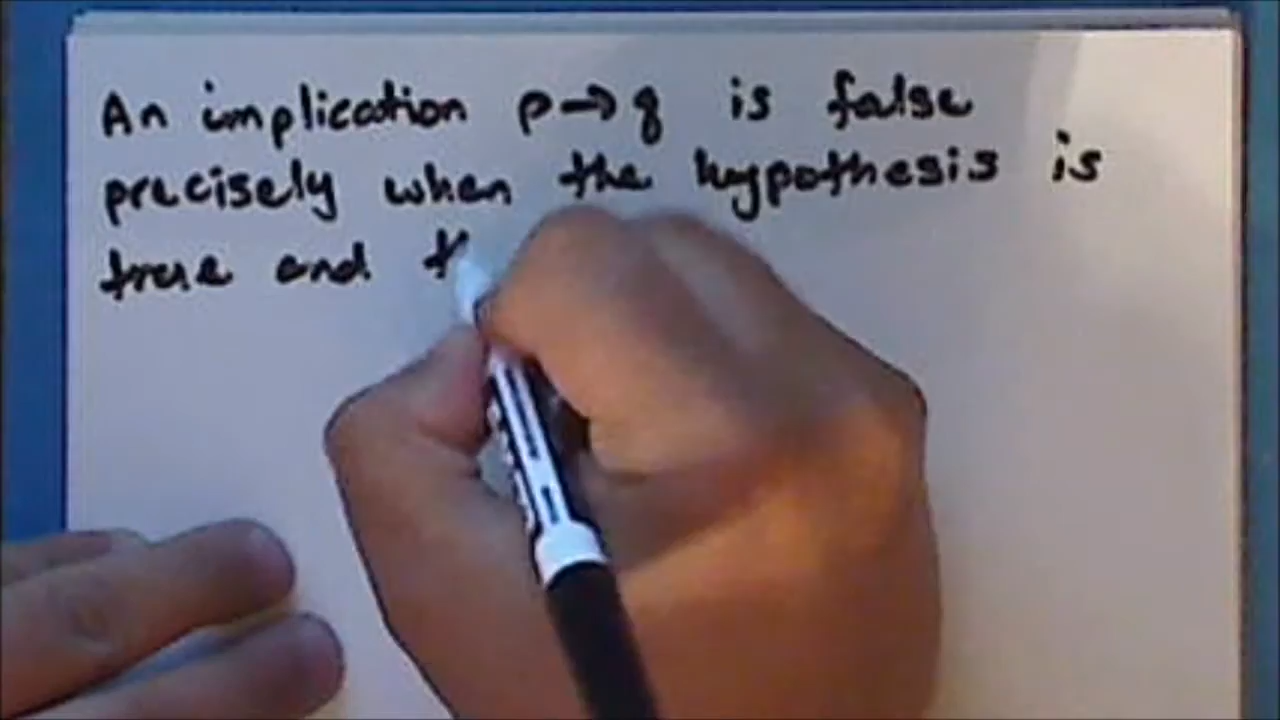 An implication p→q is false
precisely when the hypothesis is
true and